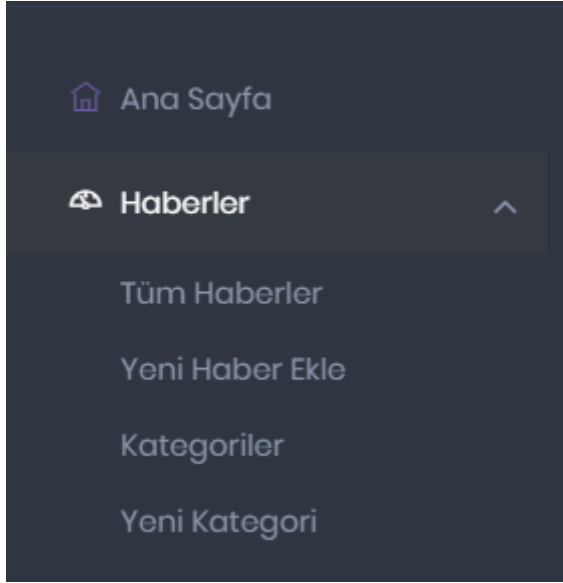 Ana Sayfa
Haberler
Tüm Haberler
Yeni Haber Ekle
Kategoriler
Yeni Kategori